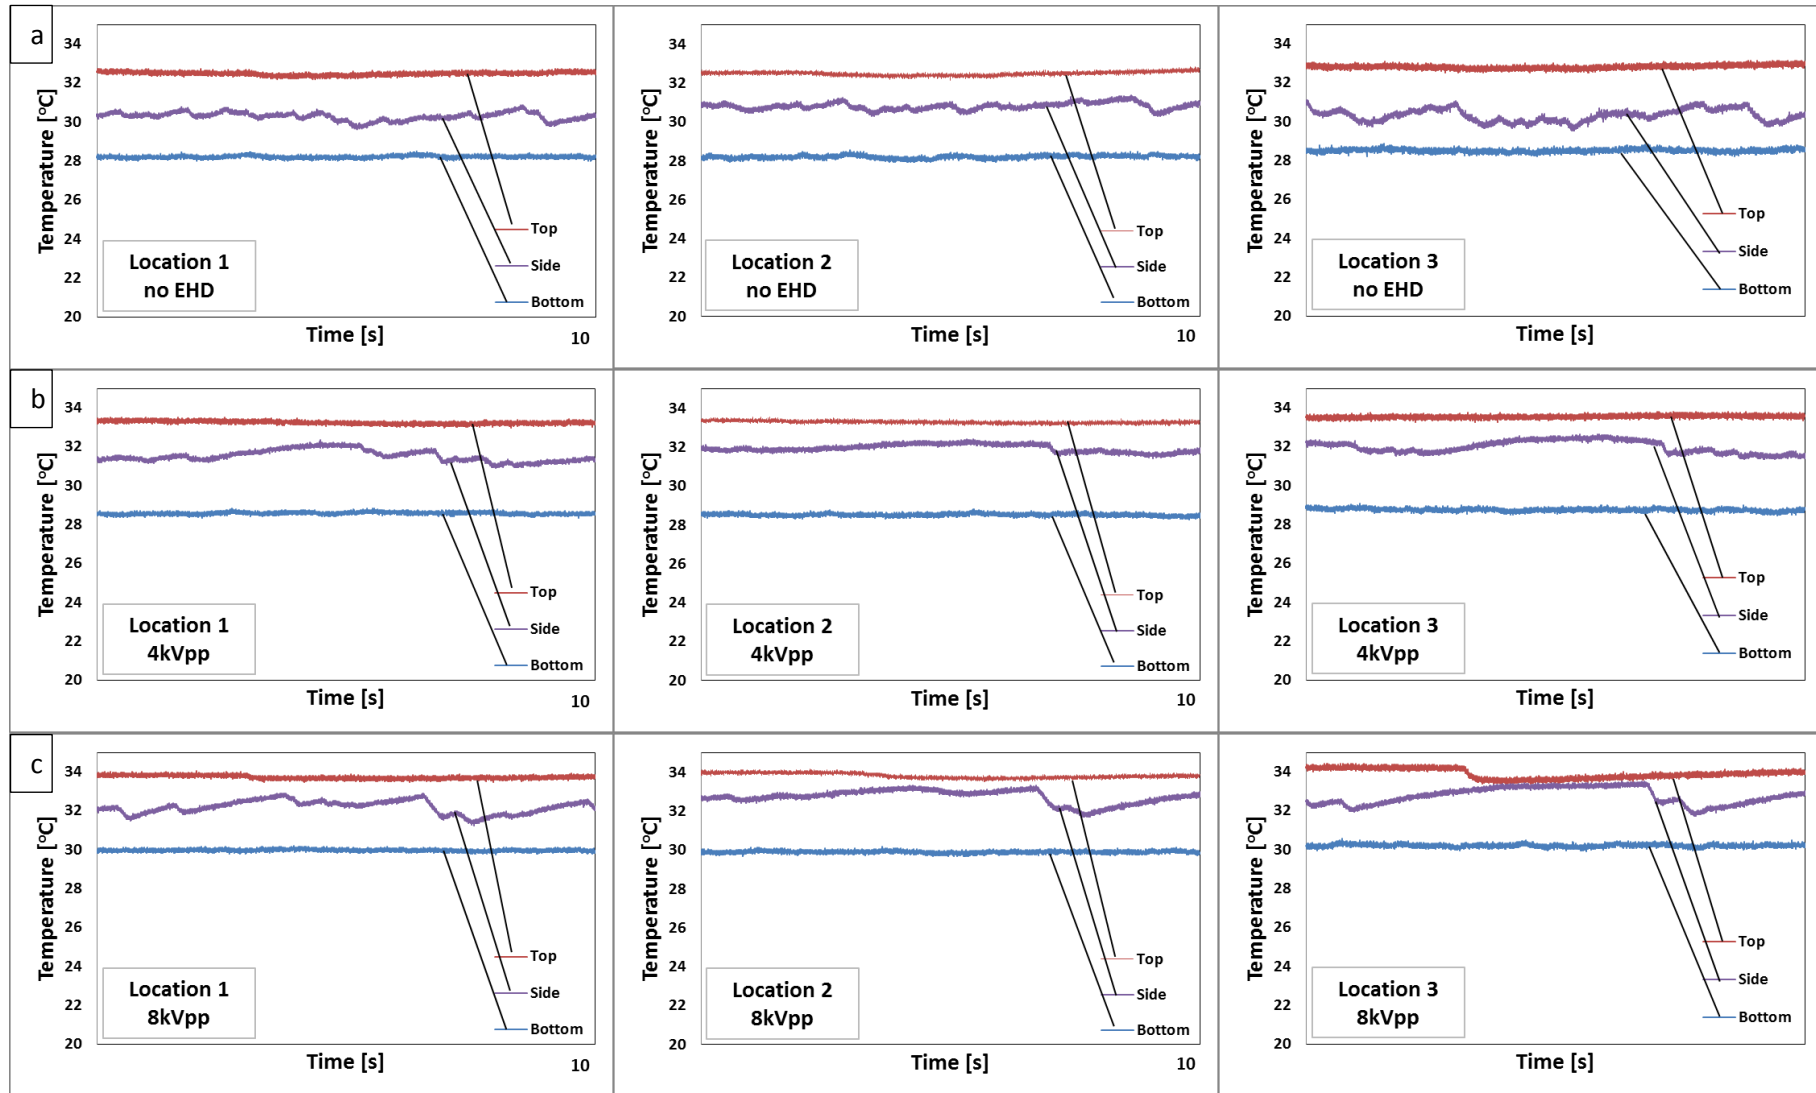 a
Temperature [°C]
34
32
30
28
26
24
22
20
Top
Side
Bottom
Location 1
no EHD
Time [s]
10
Temperature [°C]
34
32
30
28
26
24
22
20
Top
Side
Bottom
Location 2
no EHD
Time [s]
10
Temperature [°C]
34
32
30
28
26
24
22
20
Top
Side
Bottom
Location 3
no EHD
Time [s]
b
Temperature [°C]
34
32
30
28
26
24
22
20
Top
Side
Bottom
Location 1
4kVpp
Time [s]
10
Temperature [°C]
34
32
30
28
26
24
22
20
Top
Side
Bottom
Location 2
4kVpp
Time [s]
10
Temperature [°C]
34
32
30
28
26
24
22
20
Top
Side
Bottom
Location 3
4kVpp
Time [s]
c
Temperature [°C]
34
32
30
28
26
24
22
20
Top
Side
Bottom
Location 1
8kVpp
Time [s]
10
Temperature [°C]
34
32
30
28
26
24
22
20
Top
Side
Bottom
Location 2
8kVpp
Time [s]
10
Temperature [°C]
34
32
30
28
26
24
22
20
Top
Side
Bottom
Location 3
8kVpp
Time [s]